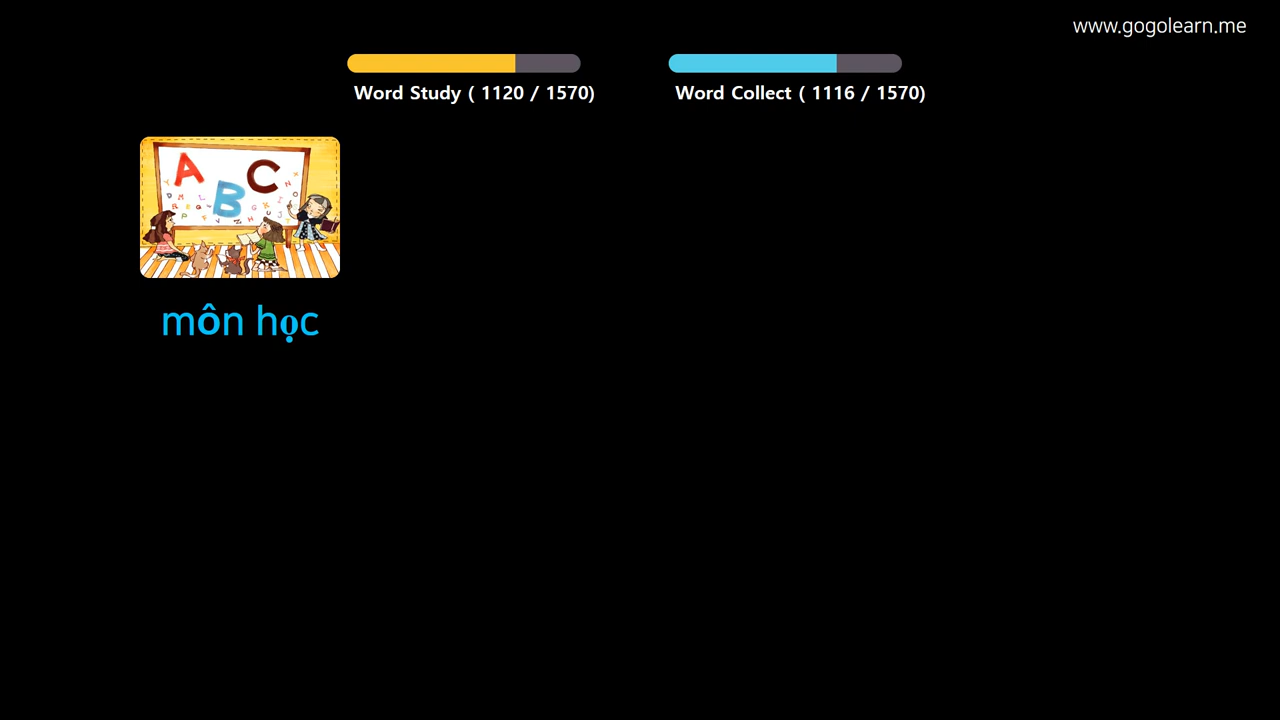 www.gogolearn.me
Word Study ( 1120 / 1570)
Word Collect ( 1116 / 1570)
A
B
C
môn học